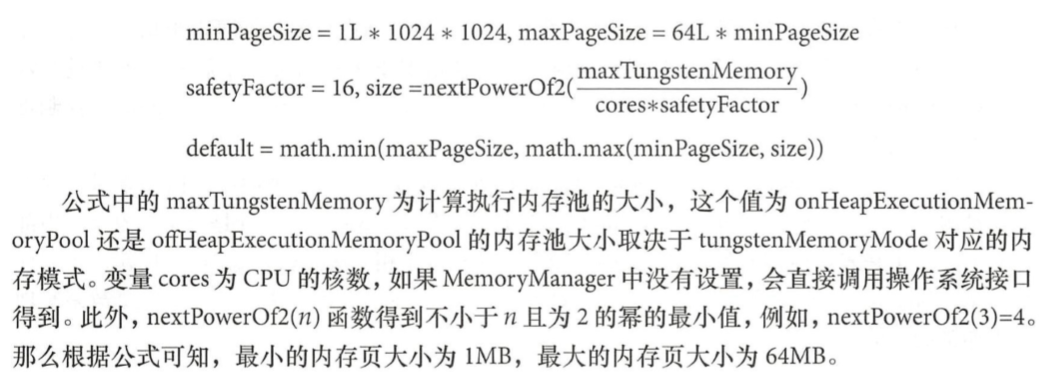 minPageSize = 1L * 1024 * 1024, maxPageSize = 64L * minPageSize
safetyFactor = 16, size =nextPowerOf2(maxTungstenMemory/cores*safetyFactor)
default = math.min(maxPageSize, math.max(minPageSize, size))
公式中的 maxTungstenMemory 为计算执行内存池的大小，这个值为 onHeapExecutionMem-
oryPool 还是 offHeapExecutionMemoryPool 的内存池大小取决于 tungstenMemoryMode 对应的内
存模式。变量 cores 为 CPU 的核数，如果 MemoryManager 中没有设置，会直接调用操作系统接口
得到。此外，nextPowerOf2(n) 函数得到不小于 n 且为 2 的幂的最小值，例如，nextPowerOf2(3)=4。
那么根据公式可知，最小的内存页大小为 1MB，最大的内存页大小为 64MB。